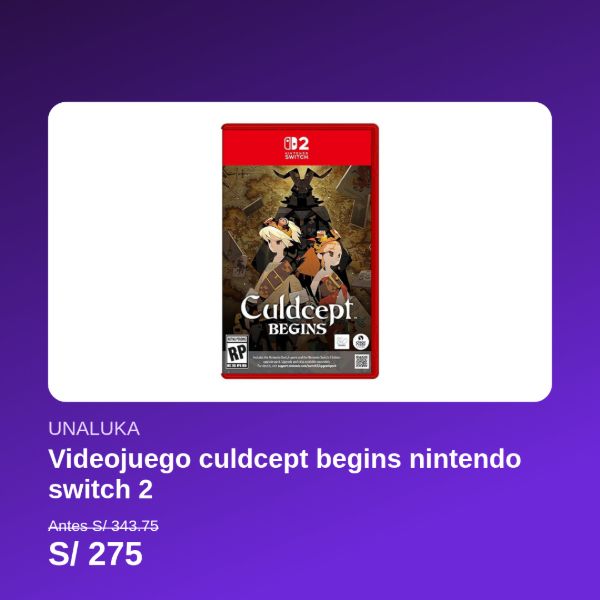 2
NINTENDO
SWITCH
Culdcept
BEGINS
RP
UNALUKA
Videojuego culdcept begins nintendo
switch 2
Antes S/ 343.75
S/ 275